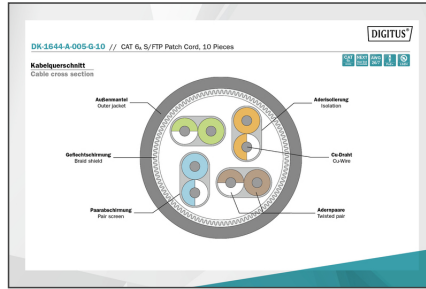 DIGITUS®
DK-1644-A-005-G-10 // CAT 6A S/FTP Patch Cord, 10 Pieces
Kabelquerschnitt
Cable cross section
Außenmantel
Outer jacket
Aderisolierung
Isolation
Geflechtschirmung
Braid shield
Cu-Draht
Cu-Wire
Paarabschirmung
Pair screen
Adernpaare
Twisted pair